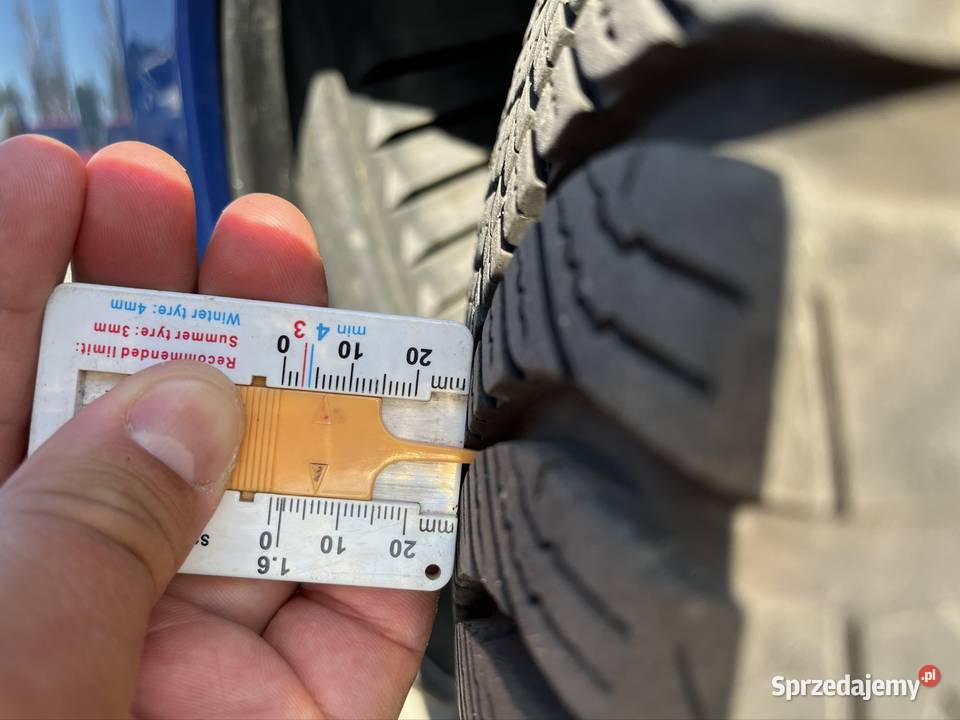 Winter tyre: 4mm
Summer tyre: 3mm
Recommended limit:
min 4 3
0 10 20
mm
mm
0 10 20
1.6
Sprzedajemy.pl